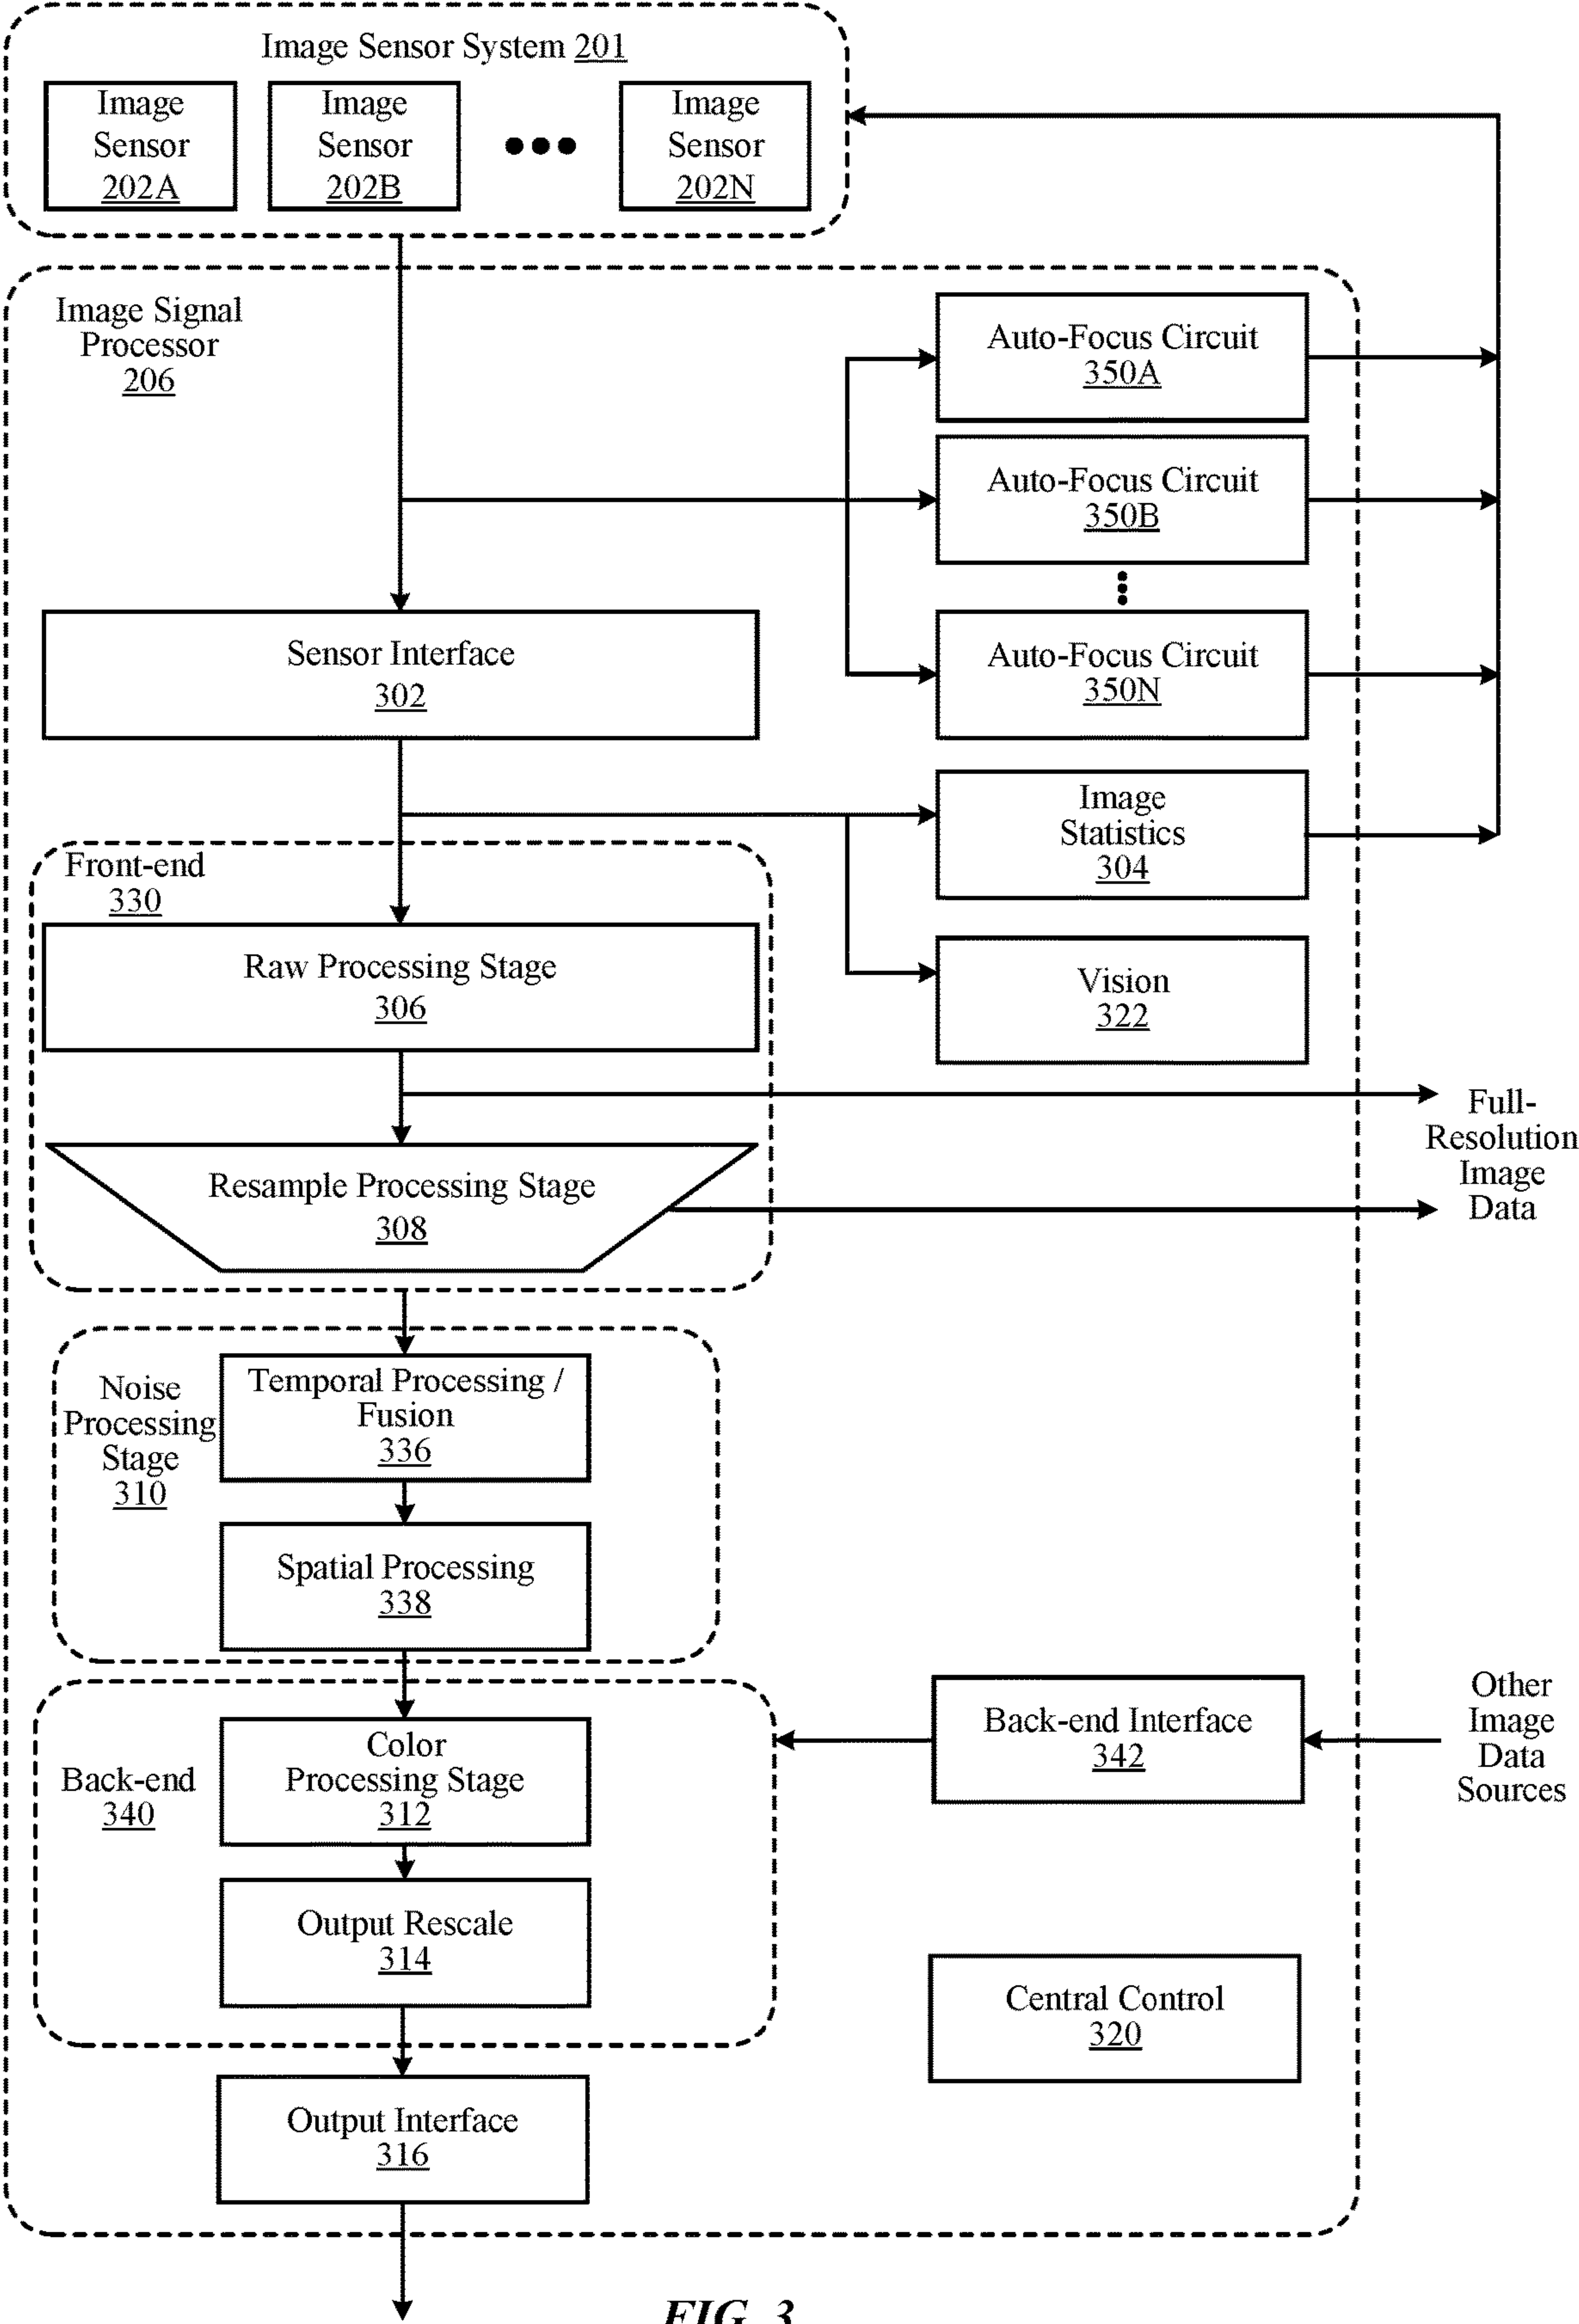 Image Sensor System 201
Image
Sensor
202A
Image
Sensor
202B
Image
Sensor
202N
Image Signal
Processor
206
Auto-Focus Circuit
350A
Auto-Focus Circuit
350B
Auto-Focus Circuit
350N
Sensor Interface
302
Image
Statistics
304
Front-end
330
Raw Processing Stage
306
Vision
322
Full-
Resolution
Image
Data
Resample Processing Stage
308
Noise
Processing
Stage
310
Temporal Processing /
Fusion
336
Spatial Processing
338
Back-end
340
Color
Processing Stage
312
Back-end Interface
342
Other
Image
Data
Sources
Output Rescale
314
Central Control
320
Output Interface
316
FIG. 3